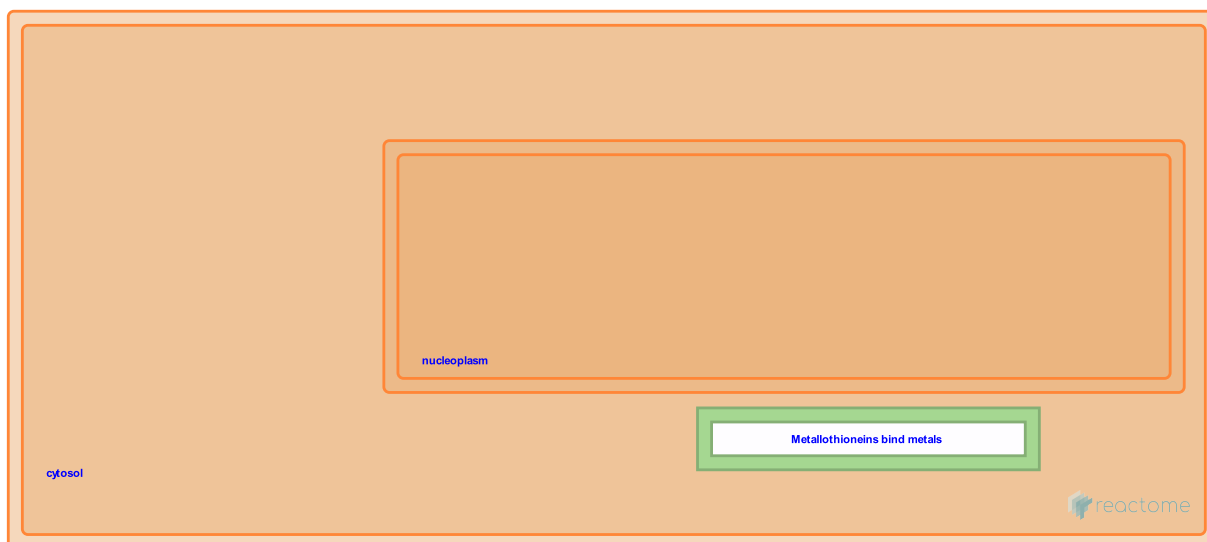 nucleoplasm
Metallothioneins bind metals
cytosol
reactome